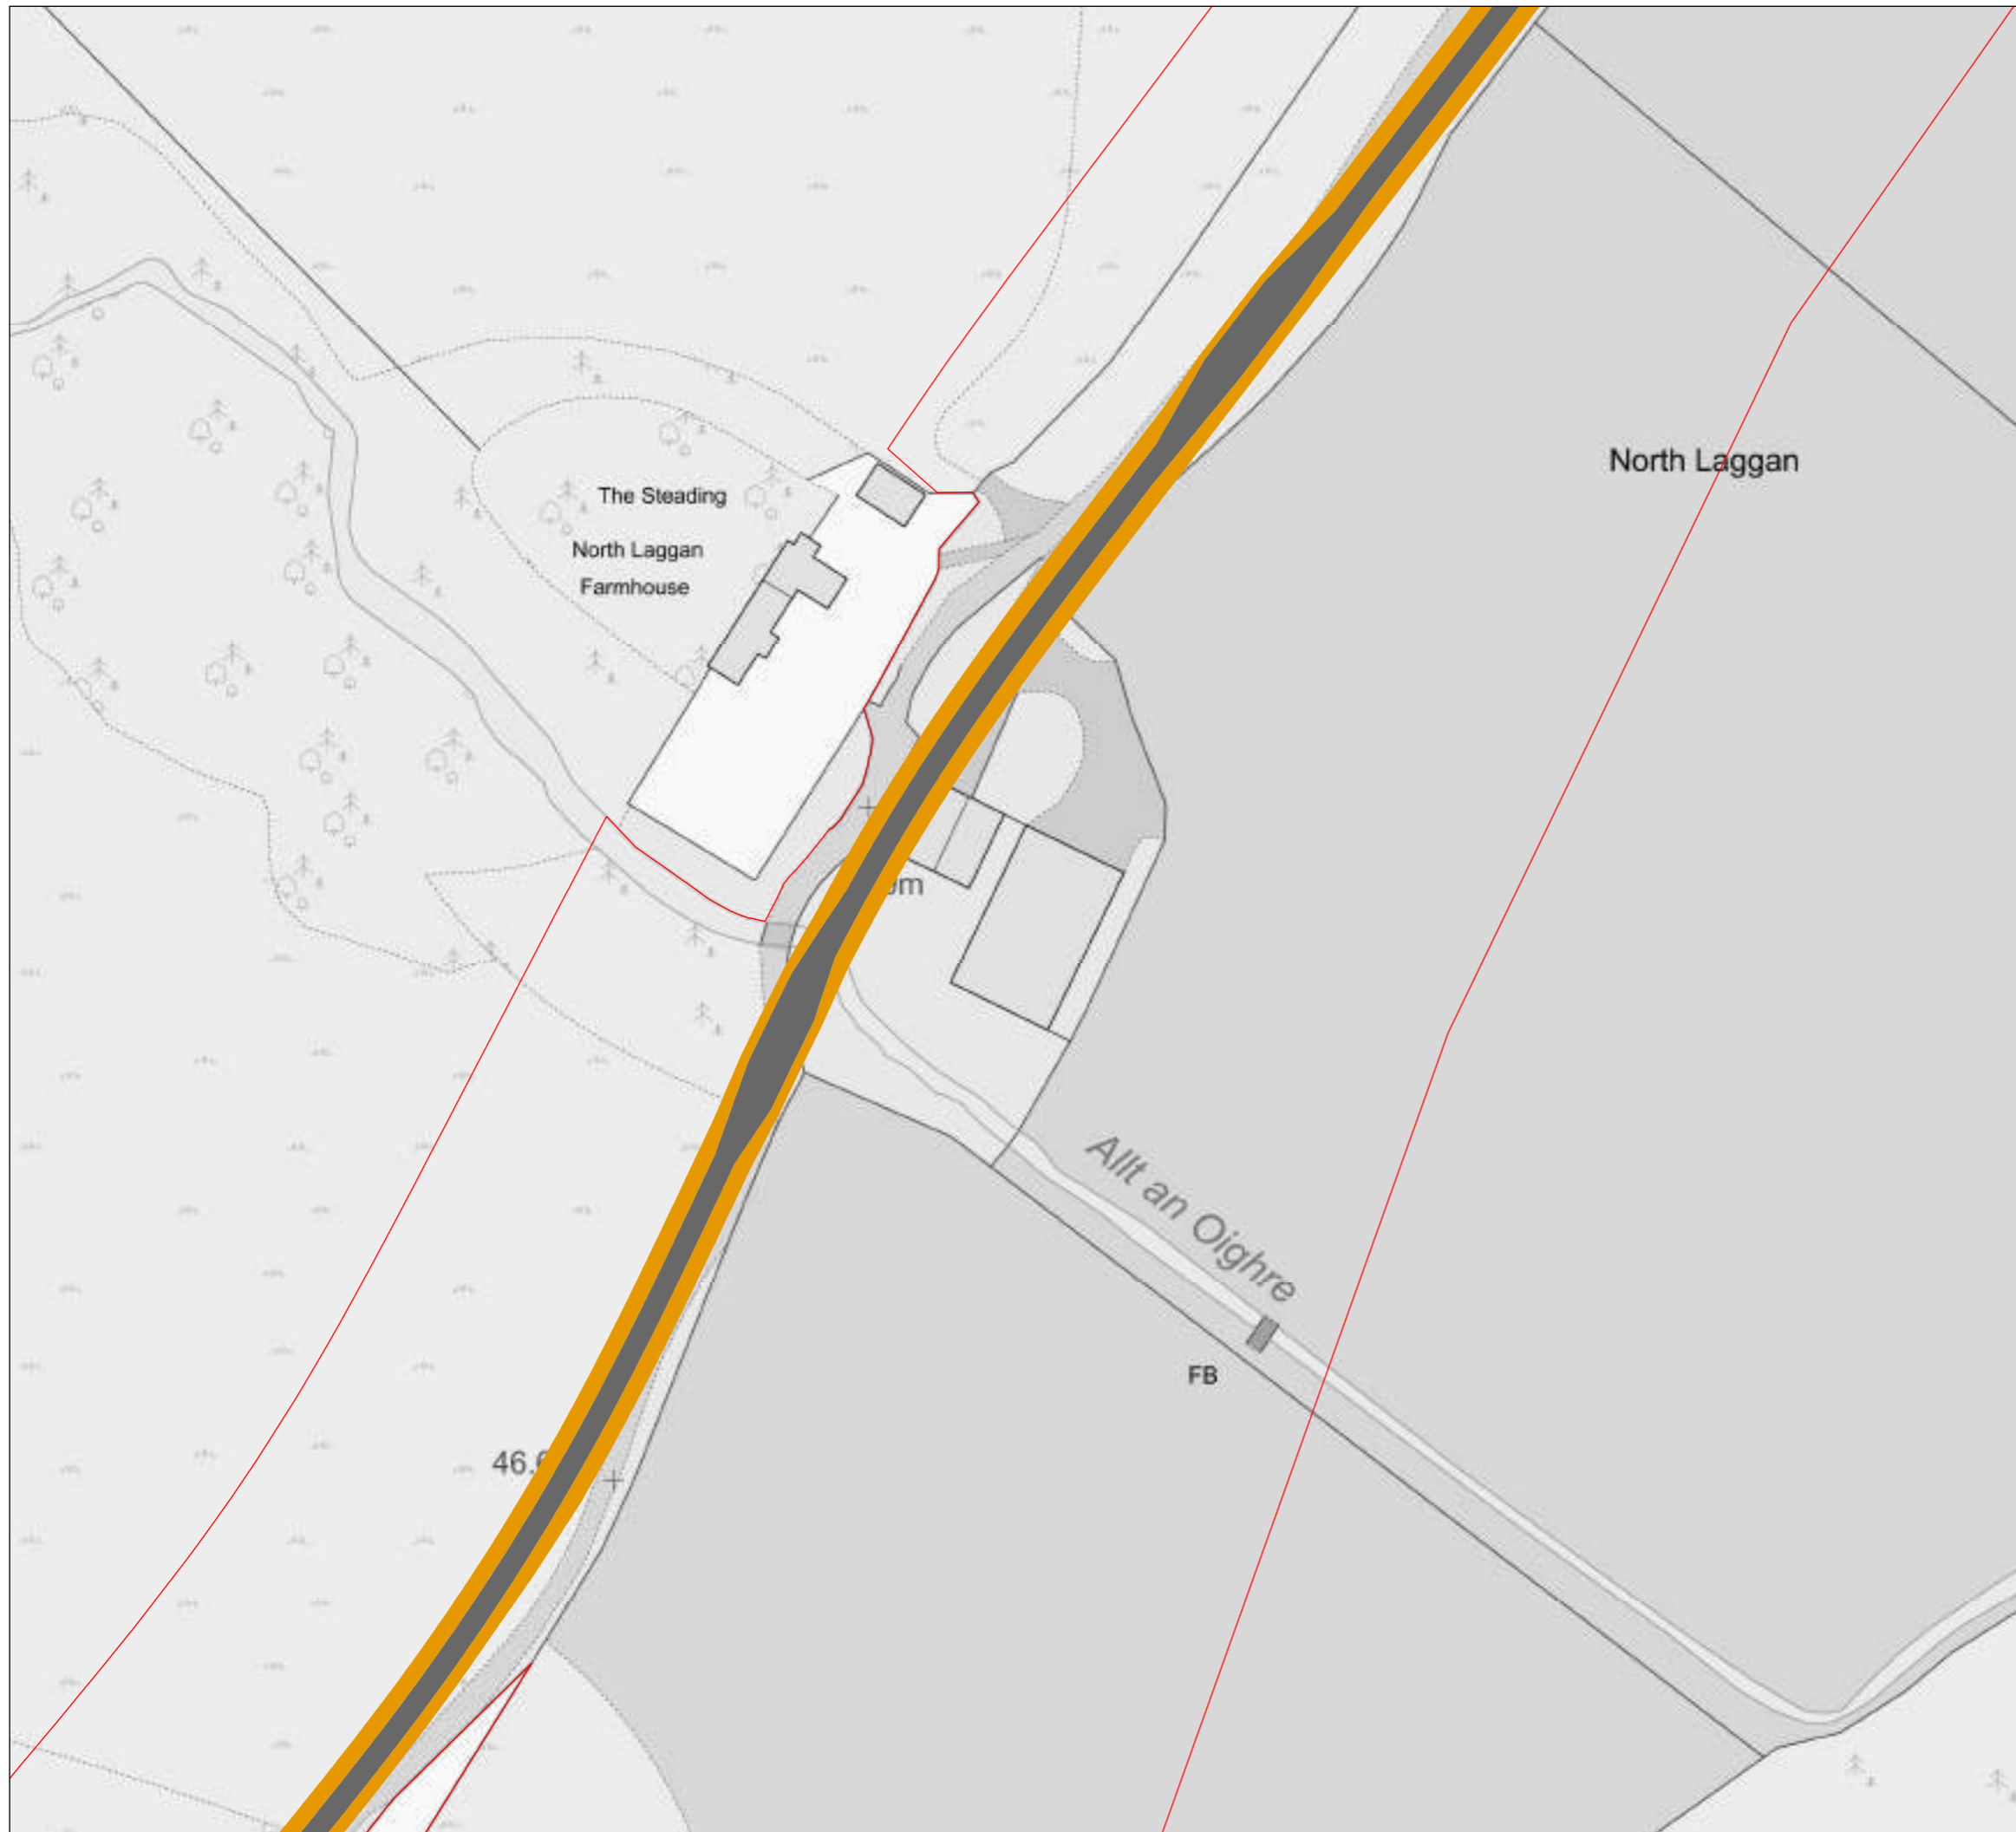 North Laggan
The Steading
North Laggan
Farmhouse
Allt an Oighre
FB